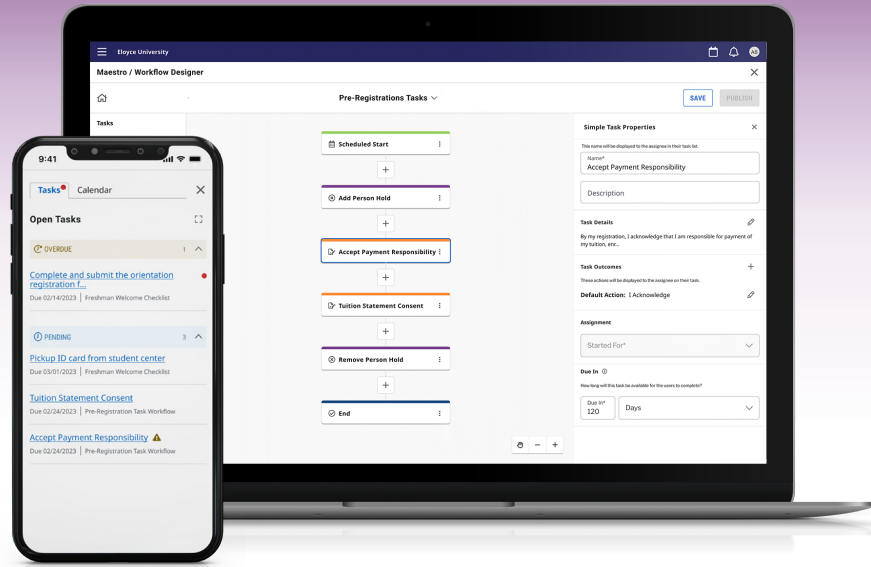 Eloyce University
AB
Maestro / Workflow Designer
Pre-Registrations Tasks
SAVE
PUBLISH
Tasks
Scheduled Start
Add Person Hold
Accept Payment Responsibility
Tuition Statement Consent
Remove Person Hold
End
Simple Task Properties
This name will be displayed to the assignee in their task list.
Name*
Accept Payment Responsibility
Description
Task Details
By my registration, I acknowledge that I am responsible for payment of
my tuition, enc...
Task Outcomes
These actions will be displayed to the assignee on their task.
Default Action: I Acknowledge
Assignment
Started For*
Due In
How long will this task be available for the users to complete?
Due In*
120
Days
9:41
Tasks
Calendar
Open Tasks
OVERDUE
1
Complete and submit the orientation
registration f...
Due 02/14/2023 | Freshman Welcome Checklist
PENDING
3
Pickup ID card from student center
Due 03/01/2023 | Freshman Welcome Checklist
Tuition Statement Consent
Due 02/24/2023 | Pre-Registration Task Workflow
Accept Payment Responsibility
Due 02/24/2023 | Pre-Registration Task Workflow